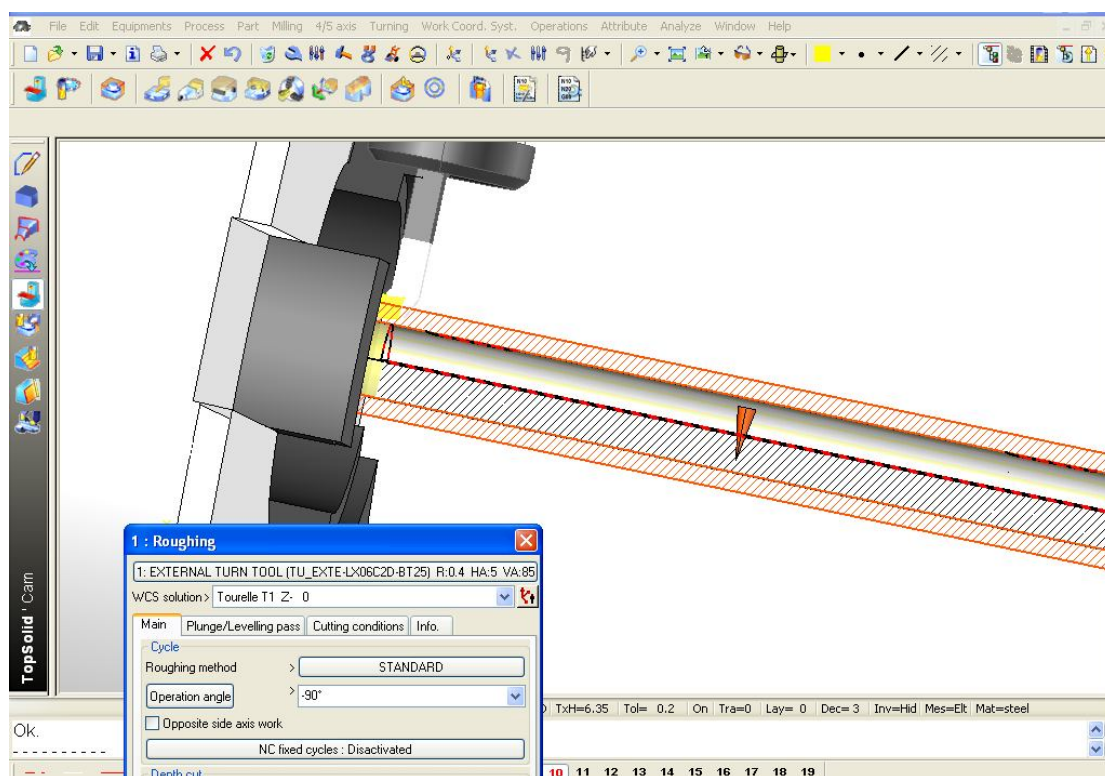 File Edit Equipments Process Part Milling 4/5 axis Turning Work Coord. Syst. Operations Attribute Analyze Window Help
TopSolid'Cam
1 : Roughing
1: EXTERNAL TURN TOOL (TU_EXTE-LX06C2D-BT25) R:0.4 HA:5 VA:85
WCS solution > Tourelle T1 Z- 0
Main Plunge/Levelling pass Cutting conditions Info.
Cycle
Roughing method > STANDARD
Operation angle > -90°
Opposite side axis work
NC fixed cycles : Disactivated
Depth cut
TxH=6.35 Tol= 0.2 On Tra=0 Lay= 0 Dec= 3 Inv=Hid Mes=Elt Mat=steel
Ok.
----------
10 11 12 13 14 15 16 17 18 19